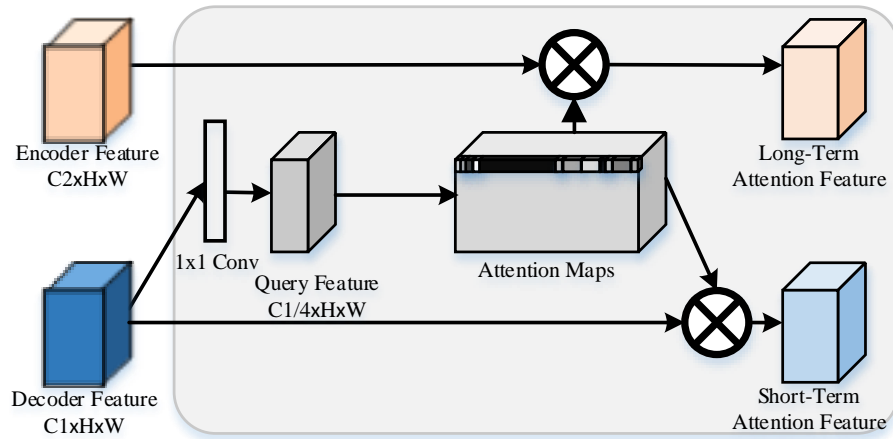 Encoder Feature
C2xHxW
Long-Term
Attention Feature
1x1 Conv
Query Feature
C1/4xHxW
Attention Maps
Decoder Feature
C1xHxW
Short-Term
Attention Feature